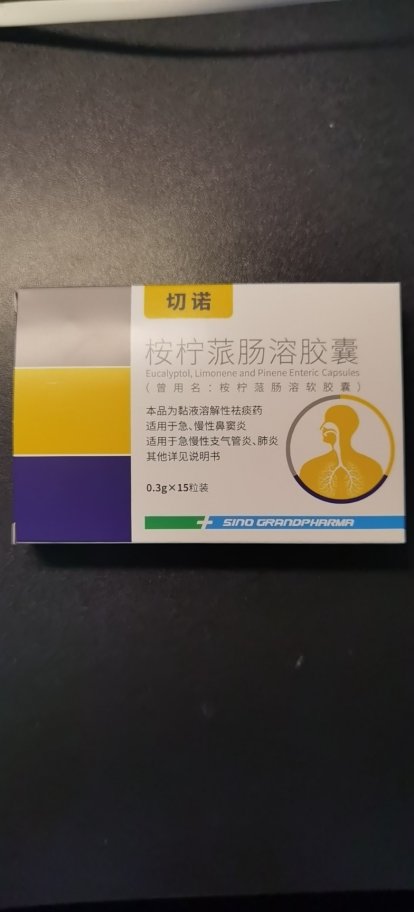 切诺
桉柠蒎肠溶胶囊
Eucalyptol, Limonene and Pinene Enteric Capsules
（曾用名：桉柠蒎肠溶软胶囊）
本品为黏液溶解性祛痰药
适用于急、慢性鼻窦炎
适用于急慢性支气管炎、肺炎
其他详见说明书
0.3g×15粒装
SINO GRANDPHARMA